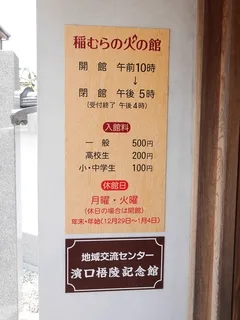 稲むらの火の館
開館 午前10時
↓
閉館 午後5時
(受付終了 午後4時)
入館料
一般 500円
高校生 200円
小・中学生 100円
休館日
月曜・火曜
(休日の場合は開館)
年末・年始(12月29日〜1月4日)
地域交流センター
濱口梧陵記念館